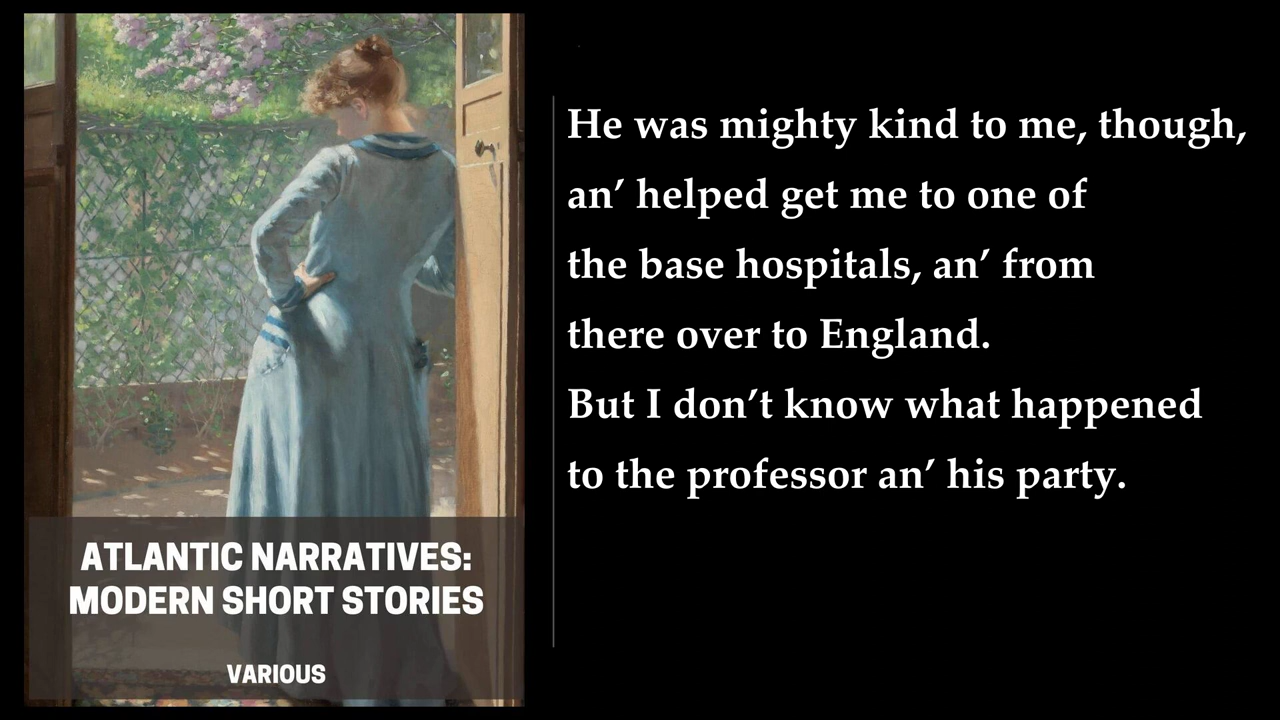 ATLANTIC NARRATIVES:
MODERN SHORT STORIES
VARIOUS
He was mighty kind to me, though,
an’ helped get me to one of
the base hospitals, an’ from
there over to England.
But I don’t know what happened
to the professor an’ his party.